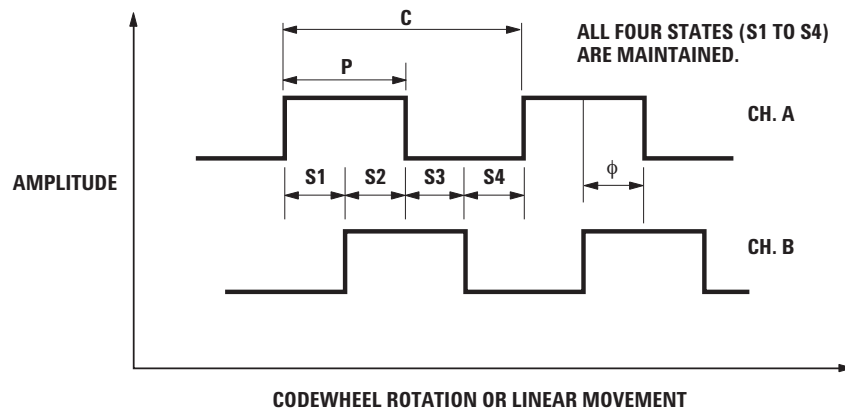 C
ALL FOUR STATES (S1 TO S4)
ARE MAINTAINED.
P
CH. A
AMPLITUDE
S1 S2 S3 S4
ϕ
CH. B
CODEWHEEL ROTATION OR LINEAR MOVEMENT